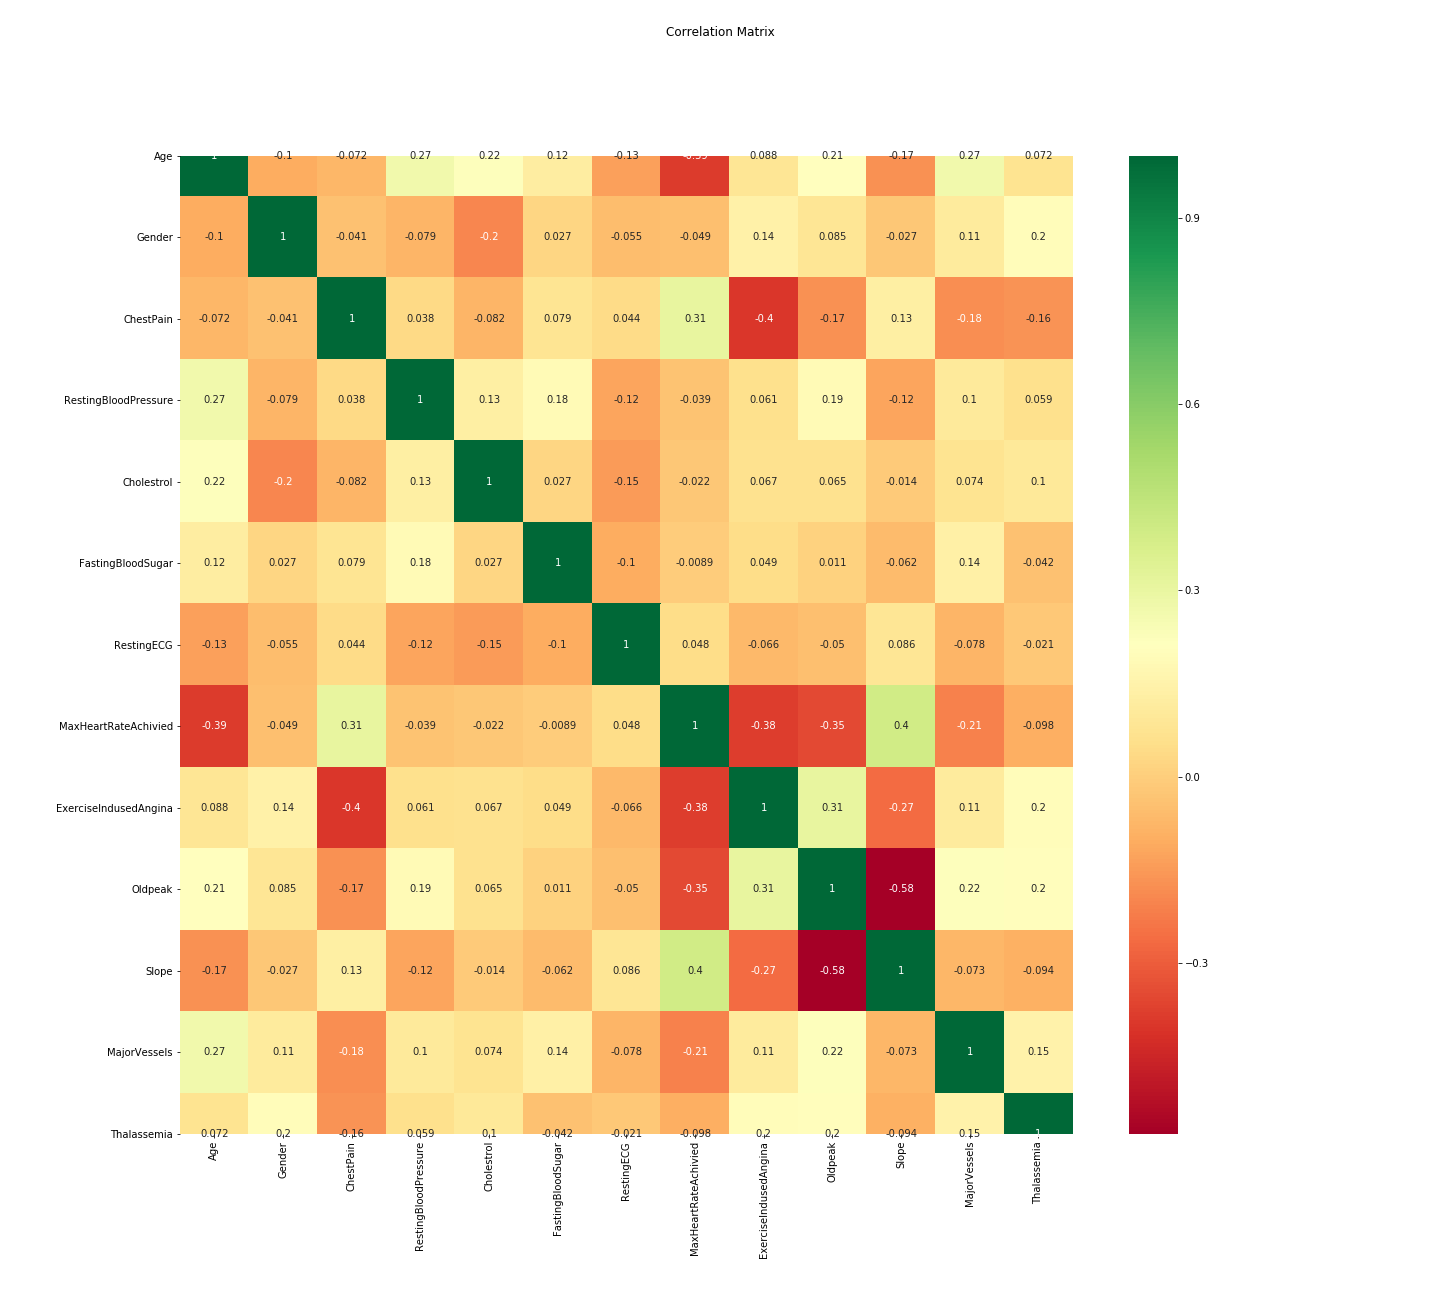 Correlation Matrix
Age 1 -0.1 -0.072 0.27 0.22 0.12 -0.13 -0.39 0.088 0.21 -0.17 0.27 0.072
Gender -0.1 1 -0.041 -0.079 -0.2 0.027 -0.055 -0.049 0.14 0.085 -0.027 0.11 0.2
ChestPain -0.072 -0.041 1 0.038 -0.082 0.079 0.044 0.31 -0.4 -0.17 0.13 -0.18 -0.16
RestingBloodPressure 0.27 -0.079 0.038 1 0.13 0.18 -0.12 -0.039 0.061 0.19 -0.12 0.1 0.059
Cholestrol 0.22 -0.2 -0.082 0.13 1 0.027 -0.15 -0.022 0.067 0.065 -0.014 0.074 0.1
FastingBloodSugar 0.12 0.027 0.079 0.18 0.027 1 -0.1 -0.0089 0.049 0.011 -0.062 0.14 -0.042
RestingECG -0.13 -0.055 0.044 -0.12 -0.15 -0.1 1 0.048 -0.066 -0.05 0.086 -0.078 -0.021
MaxHeartRateAchivied -0.39 -0.049 0.31 -0.039 -0.022 -0.0089 0.048 1 -0.38 -0.35 0.4 -0.21 -0.098
ExerciseIndusedAngina 0.088 0.14 -0.4 0.061 0.067 0.049 -0.066 -0.38 1 0.31 -0.27 0.11 0.2
Oldpeak 0.21 0.085 -0.17 0.19 0.065 0.011 -0.05 -0.35 0.31 1 -0.58 0.22 0.2
Slope -0.17 -0.027 0.13 -0.12 -0.014 -0.062 0.086 0.4 -0.27 -0.58 1 -0.073 -0.094
MajorVessels 0.27 0.11 -0.18 0.1 0.074 0.14 -0.078 -0.21 0.11 0.22 -0.073 1 0.15
Thalassemia 0.072 0.2 -0.16 0.059 0.1 -0.042 -0.021 -0.098 0.2 0.2 -0.094 0.15 1
Age
Gender
ChestPain
RestingBloodPressure
Cholestrol
FastingBloodSugar
RestingECG
MaxHeartRateAchivied
ExerciseIndusedAngina
Oldpeak
Slope
MajorVessels
Thalassemia
0.9
0.6
0.3
0.0
−0.3